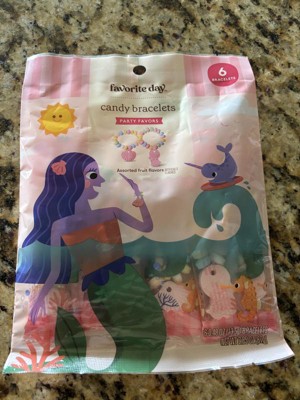 favorite day
6
BRACELETS
candy bracelets
PARTY FAVORS
Assorted fruit flavors